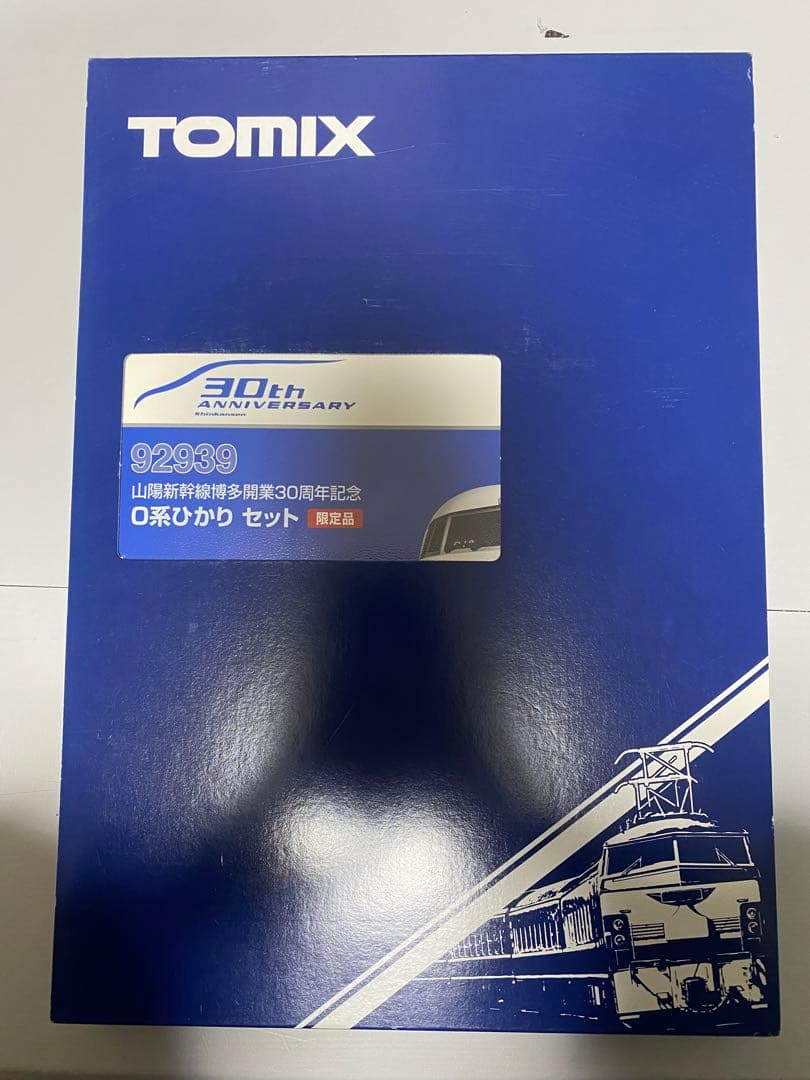 TOMIX
30th
ANNIVERSARY
Shinkansen
92939
山陽新幹線博多開業30周年記念
0系ひかり セット 限定品